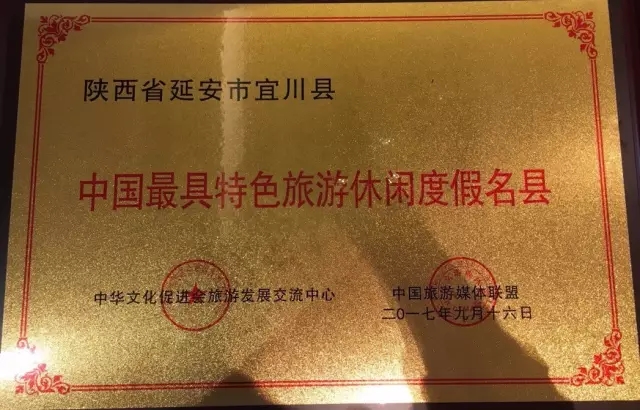 陕西省延安市宜川县
中国最具特色旅游休闲度假名县
中华文化促进会旅游发展交流中心
中国旅游媒体联盟
二〇一七年九月十六日